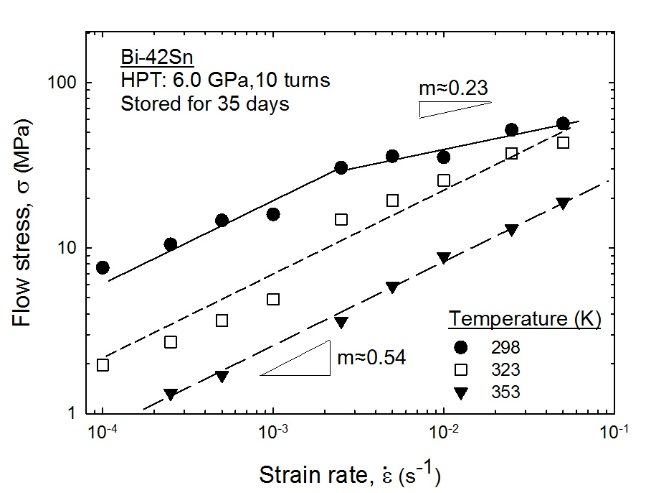 Bi-42Sn
HPT: 6.0 GPa,10 turns
Stored for 35 days
m≈0.23
100
10
1
Flow stress, σ (MPa)
m≈0.54
Temperature (K)
298
323
353
10⁻⁴ 10⁻³ 10⁻² 10⁻¹
Strain rate, ε̇ (s⁻¹)